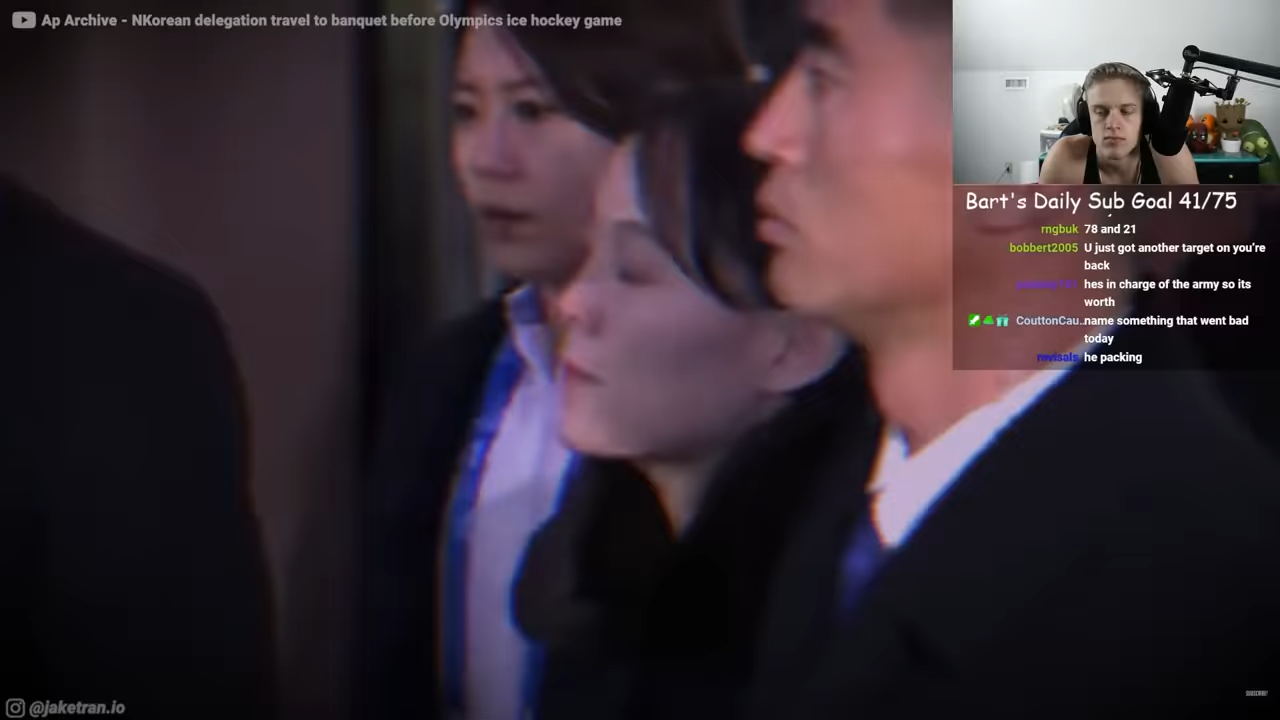 Ap Archive - NKorean delegation travel to banquet before Olympics ice hockey game
Bart's Daily Sub Goal 41/75
rngbuk 78 and 21
bobbert2005 U just got another target on you're
back
hes in charge of the army so its
worth
CouttonCau.. name something that went bad
today
he packing
@jaketran.io
SUBSCRIBE!